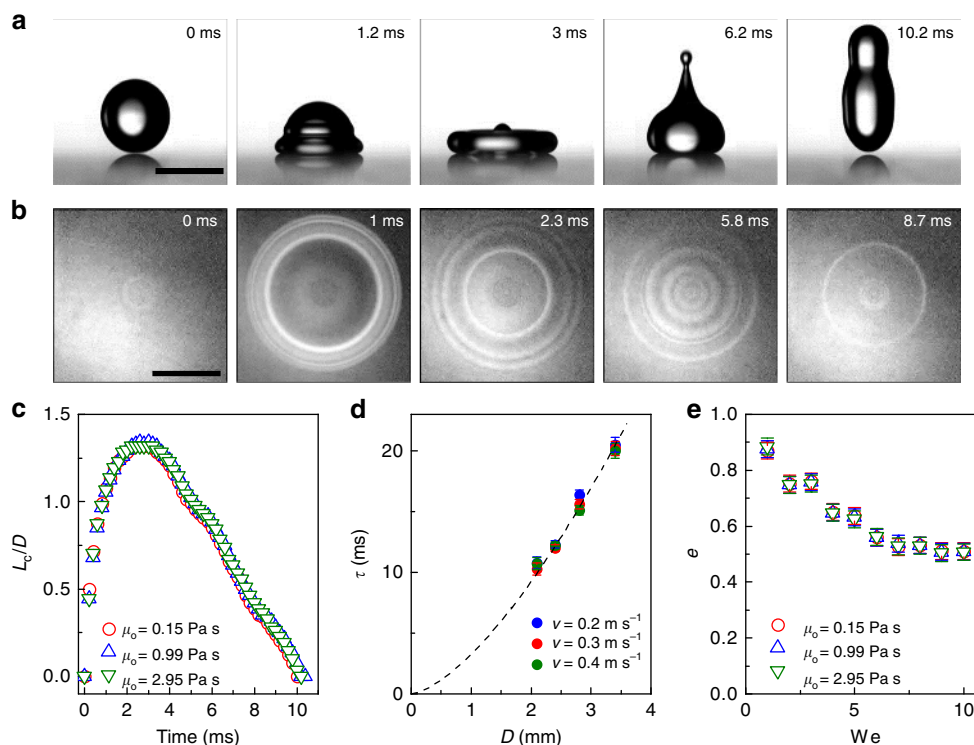 a
0 ms
1.2 ms
3 ms
6.2 ms
10.2 ms
b
0 ms
1 ms
2.3 ms
5.8 ms
8.7 ms
c
1.5
1.0
0.5
0.0
L_c/D
μ_o = 0.15 Pa s
μ_o = 0.99 Pa s
μ_o = 2.95 Pa s
0 2 4 6 8 10
Time (ms)
d
20
10
0
τ (ms)
v = 0.2 m s⁻¹
v = 0.3 m s⁻¹
v = 0.4 m s⁻¹
0 1 2 3 4
D (mm)
e
1.0
0.8
0.6
0.4
0.2
0.0
e
μ_o = 0.15 Pa s
μ_o = 0.99 Pa s
μ_o = 2.95 Pa s
0 5 10
We